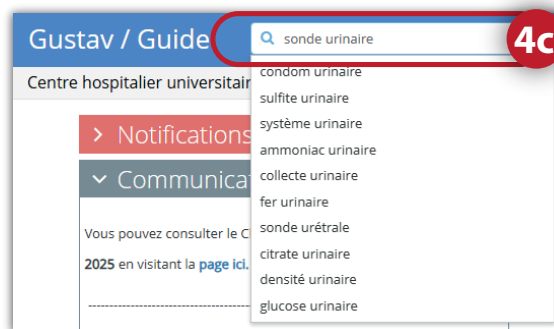 Gustav / Guide
sonde urinaire
4c
Centre hospitalier universitair
condom urinaire
sulfite urinaire
système urinaire
ammoniac urinaire
collecte urinaire
fer urinaire
sonde urétrale
citrate urinaire
densité urinaire
glucose urinaire
> Notifications
Communica
Vous pouvez consulter le C
2025 en visitant la page ici.
----------------------------------------